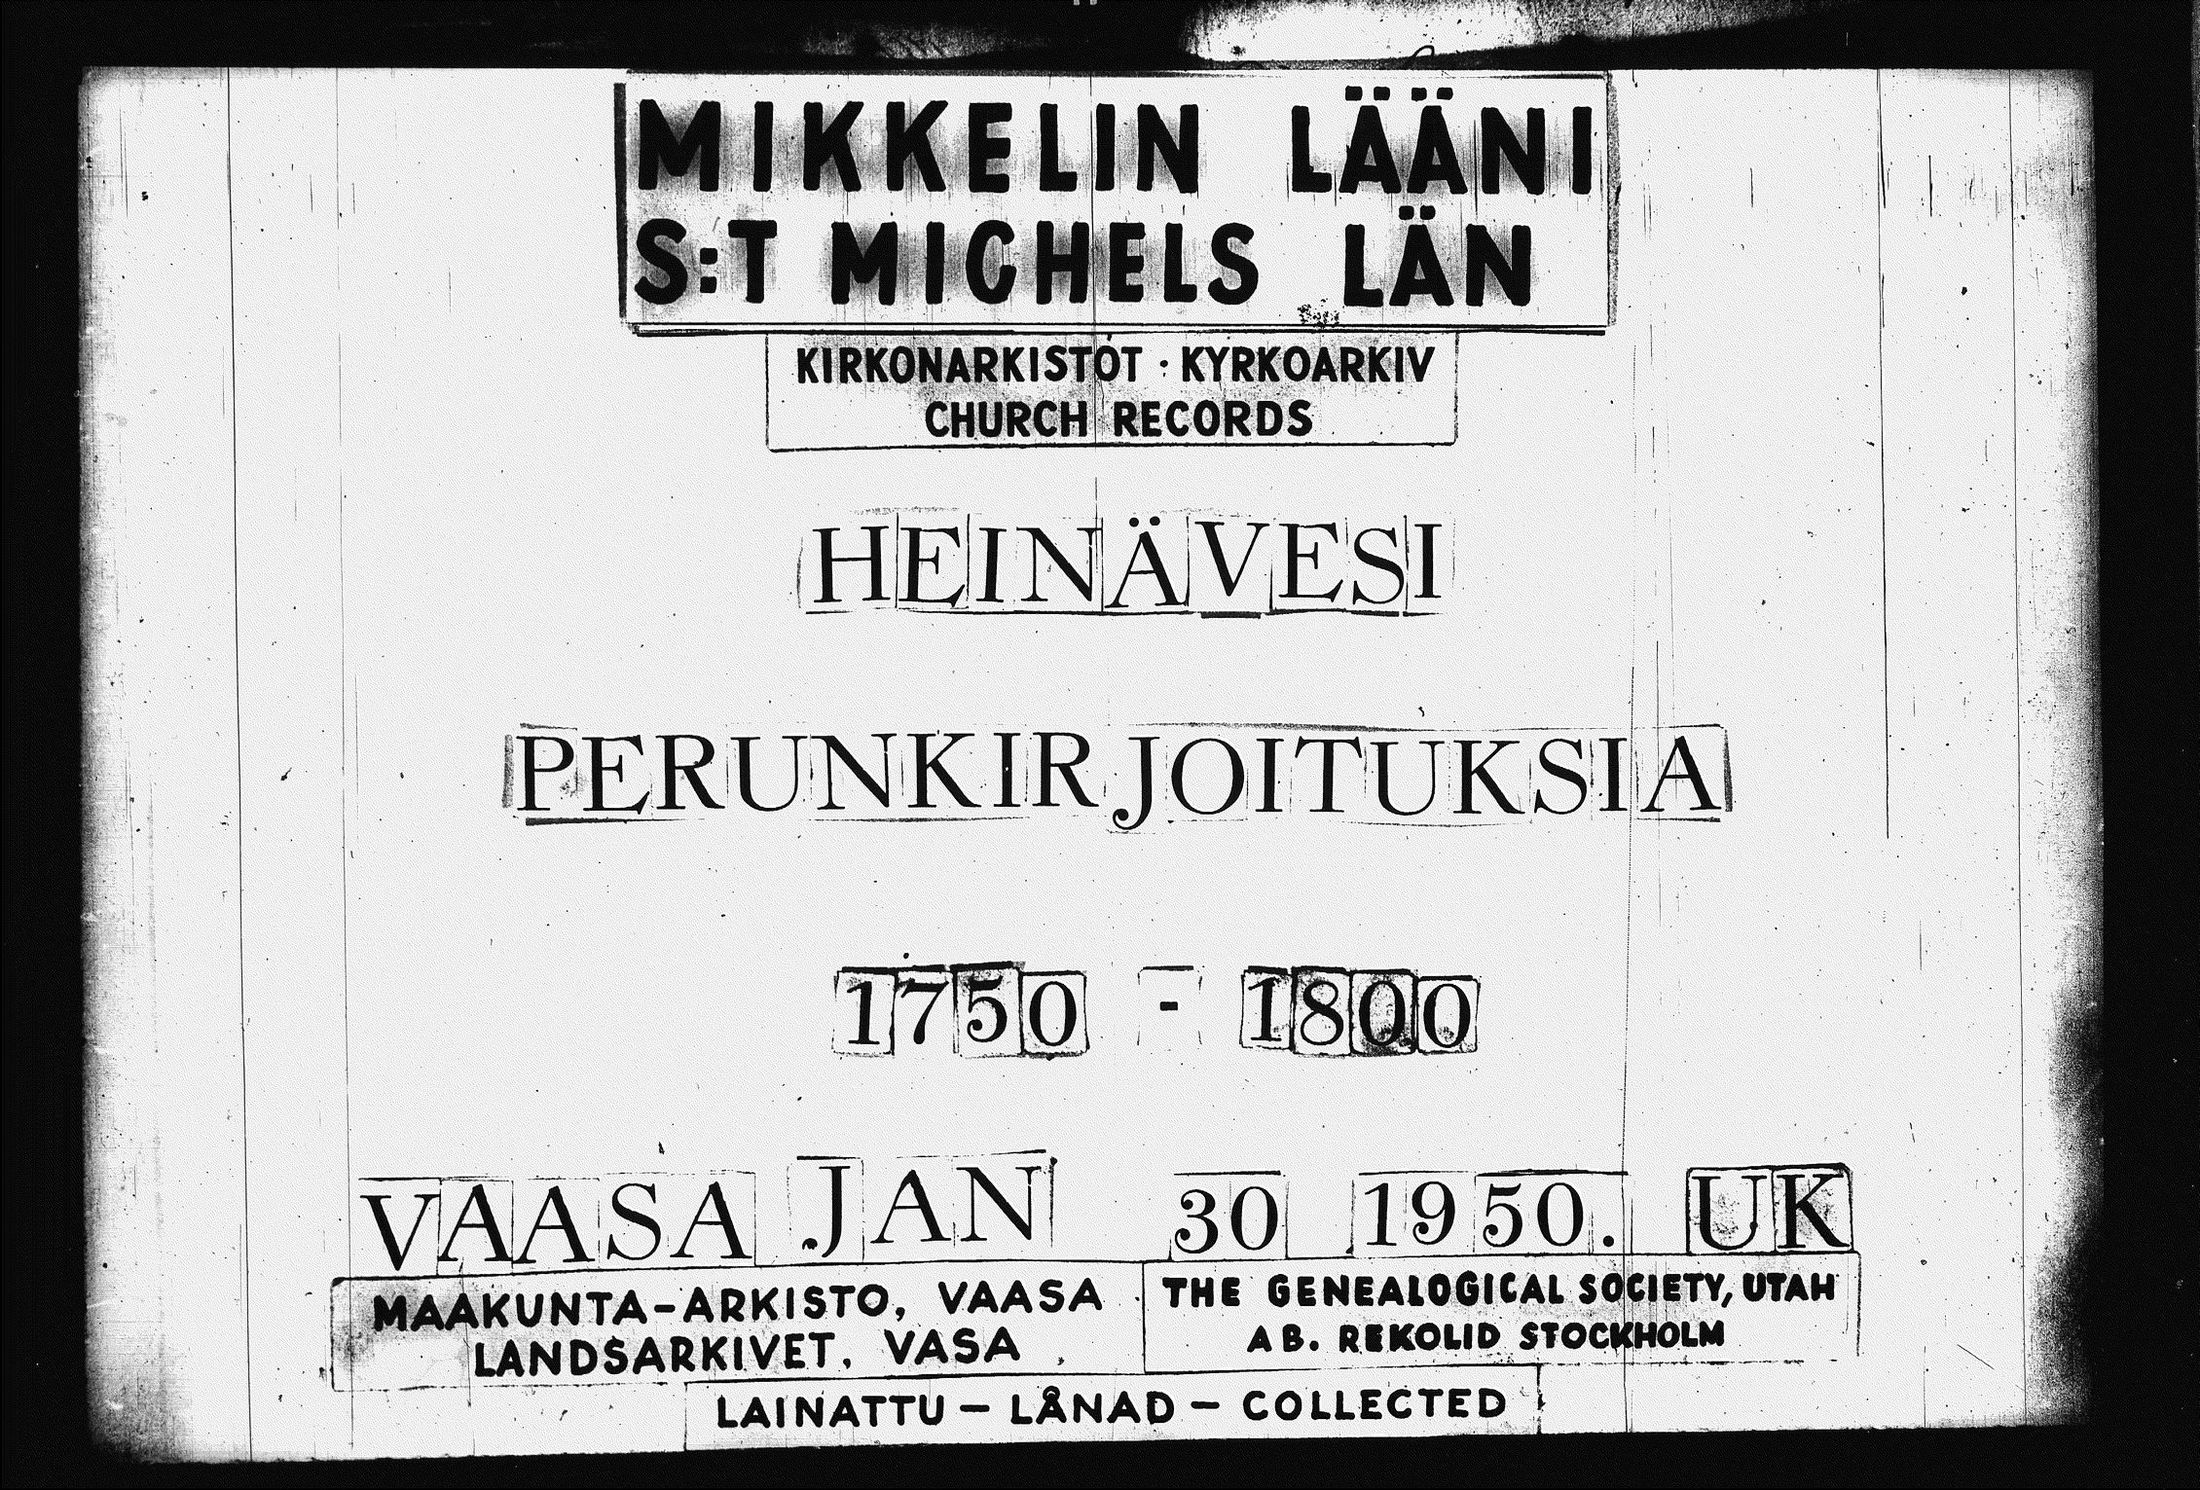 MIKKELIN LÄÄNI
S:T MICHELS LÄN
KIRKONARKISTOT · KYRKOARKIV
CHURCH RECORDS
HEINÄVESI
PERUNKIRJOITUKSIA
1750 - 1800
VAASA JAN 30 1950. UK
MAAKUNTA-ARKISTO, VAASA
LANDSARKIVET, VASA
THE GENEALOGICAL SOCIETY, UTAH
AB. REKOLID STOCKHOLM
LAINATTU — LÅNAD — COLLECTED